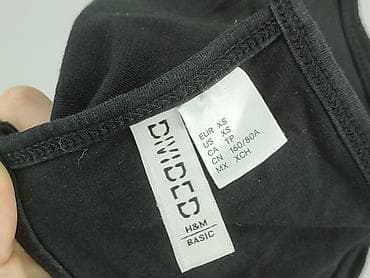 DIVIDED
H&M
BASIC
EUR XS
US XS
CA TP
CN 160/80A
MX XCH